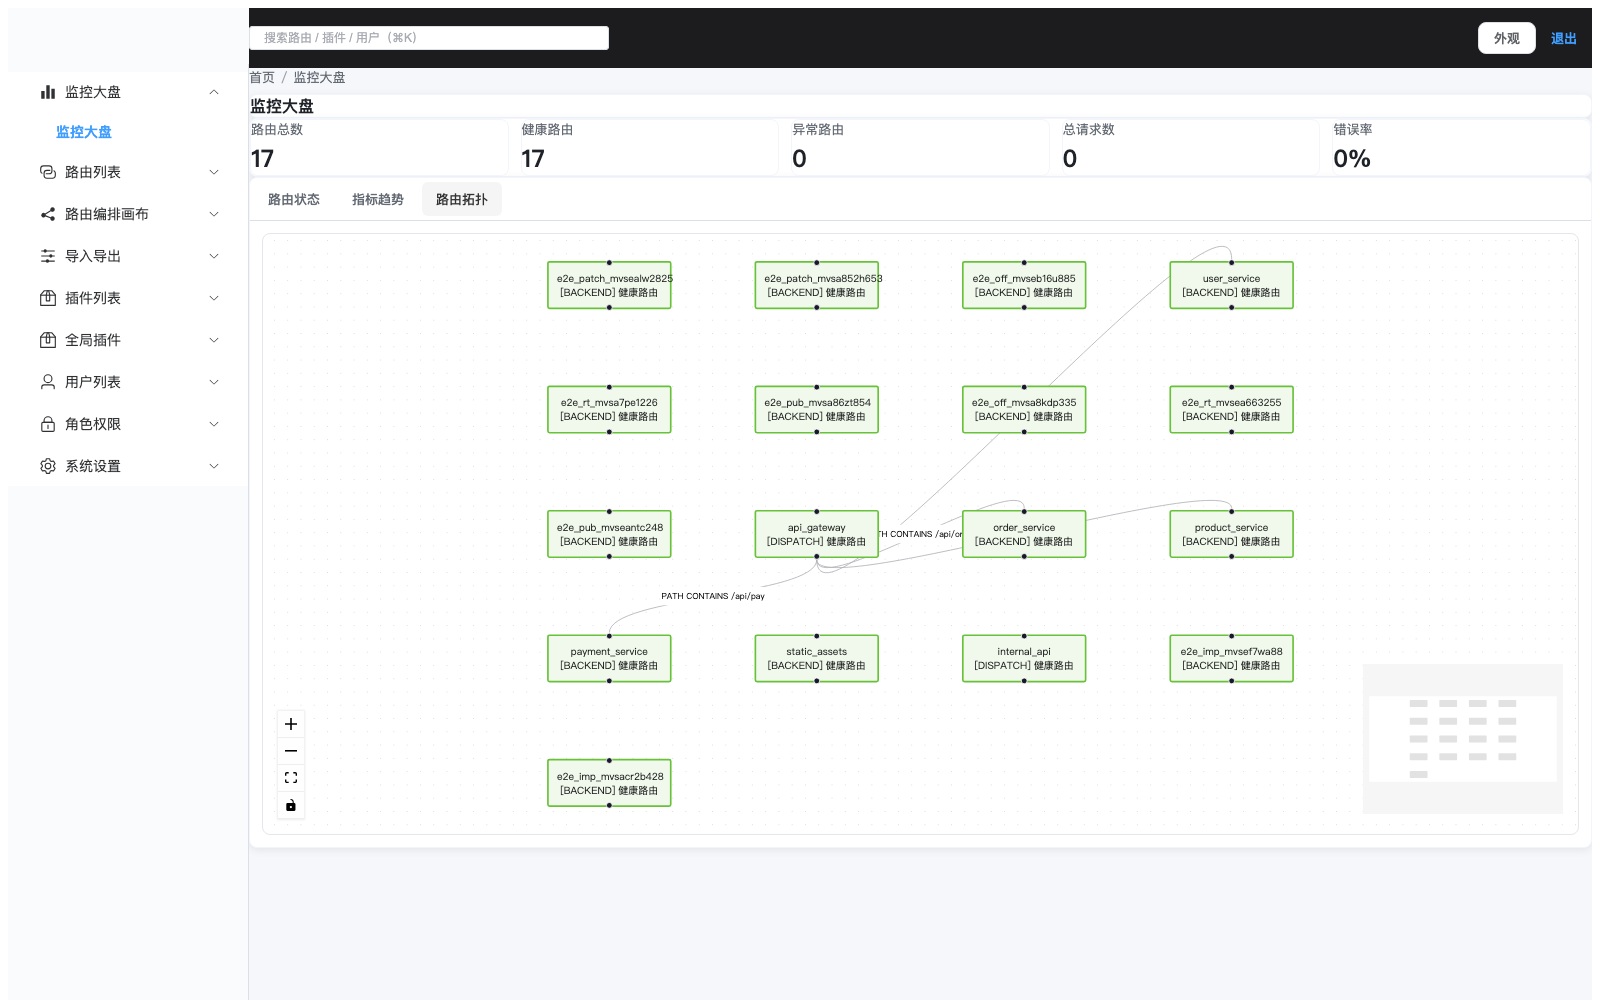 搜索路由 / 插件 / 用户（⌘K）
外观
退出
监控大盘
监控大盘
路由列表
路由编排画布
导入导出
插件列表
全局插件
用户列表
角色权限
系统设置
首页 / 监控大盘
监控大盘
路由总数
17
健康路由
17
异常路由
0
总请求数
0
错误率
0%
路由状态
指标趋势
路由拓扑
e2e_patch_mvsealw2825
[BACKEND] 健康路由
e2e_patch_mvsa852h653
[BACKEND] 健康路由
e2e_off_mvseb16u885
[BACKEND] 健康路由
user_service
[BACKEND] 健康路由
e2e_rt_mvsa7pe1226
[BACKEND] 健康路由
e2e_pub_mvsa86zt854
[BACKEND] 健康路由
e2e_off_mvsa8kdp335
[BACKEND] 健康路由
e2e_rt_mvsea663255
[BACKEND] 健康路由
e2e_pub_mvseantc248
[BACKEND] 健康路由
api_gateway
[DISPATCH] 健康路由
TH CONTAINS /api/or
order_service
[BACKEND] 健康路由
product_service
[BACKEND] 健康路由
PATH CONTAINS /api/pay
payment_service
[BACKEND] 健康路由
static_assets
[BACKEND] 健康路由
internal_api
[DISPATCH] 健康路由
e2e_imp_mvsef7wa88
[BACKEND] 健康路由
e2e_imp_mvsacr2b428
[BACKEND] 健康路由